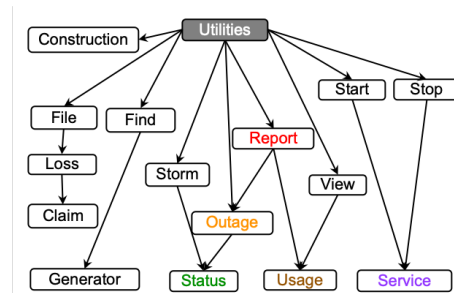 Utilities
Construction
Start
Stop
File
Find
Report
Loss
Storm
View
Claim
Outage
Generator
Status
Usage
Service